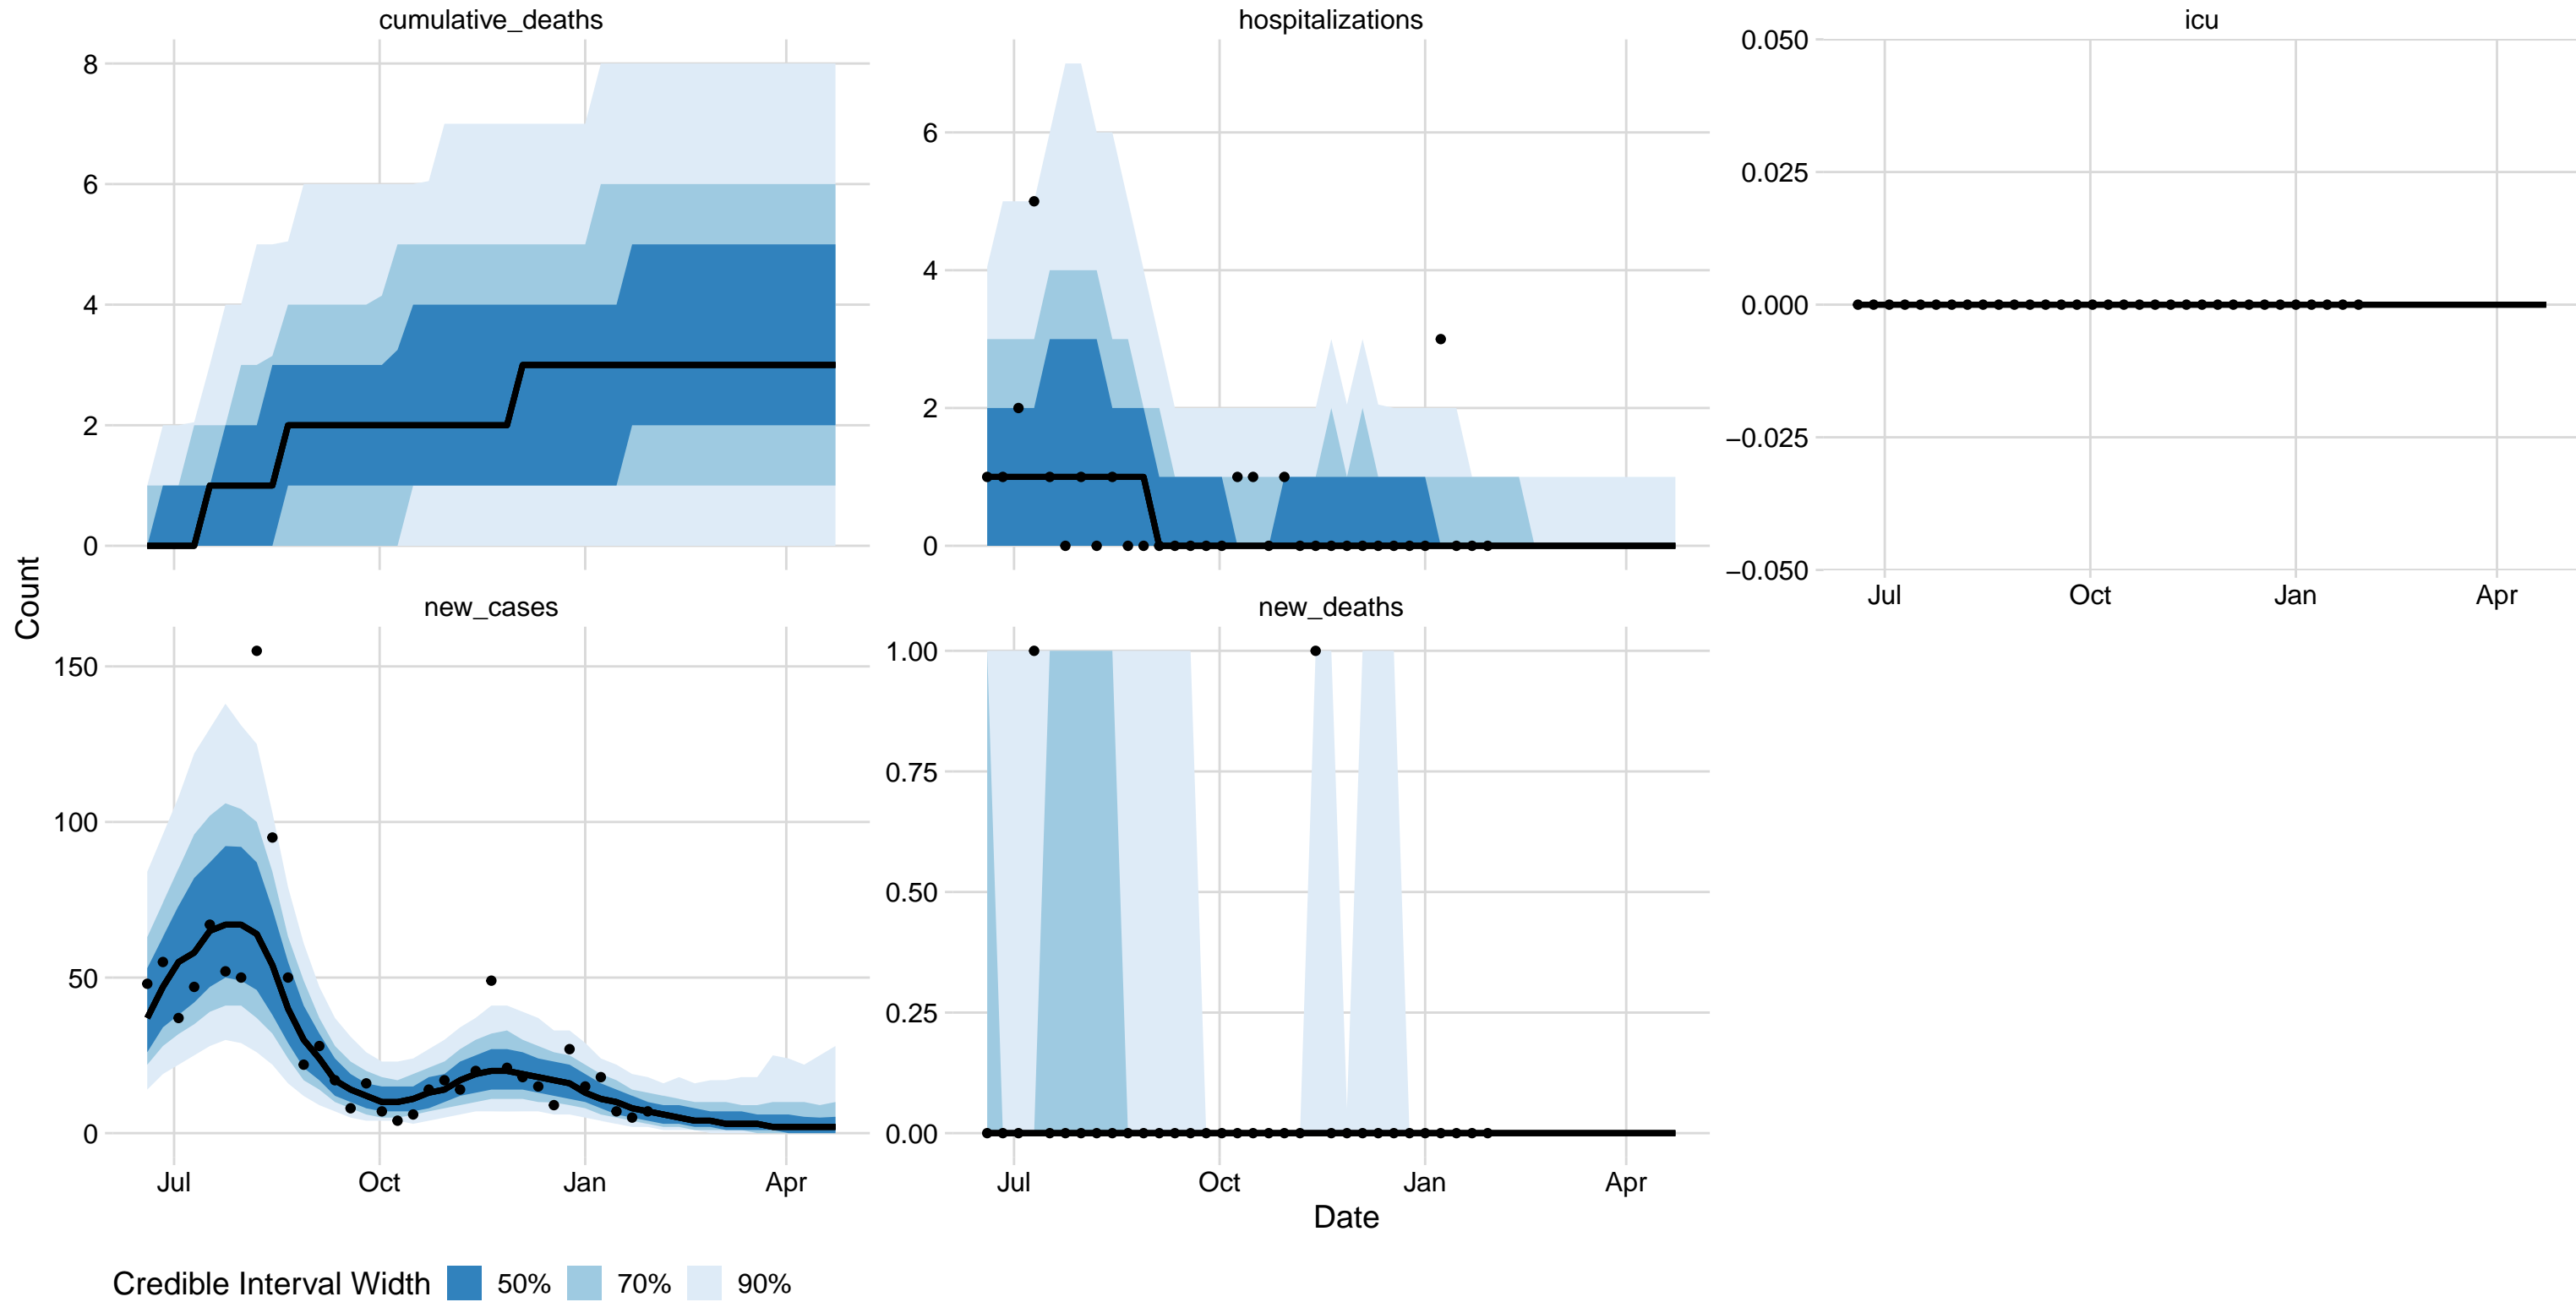 cumulative_deaths
hospitalizations
icu
8
6
4
2
0
6
4
2
0
0.050
0.025
0.000
−0.025
−0.050
Jul
Oct
Jan
Apr
Count
new_cases
new_deaths
150
100
50
0
1.00
0.75
0.50
0.25
0.00
Jul
Oct
Jan
Apr
Jul
Oct
Jan
Apr
Date
Credible Interval Width 50% 70% 90%